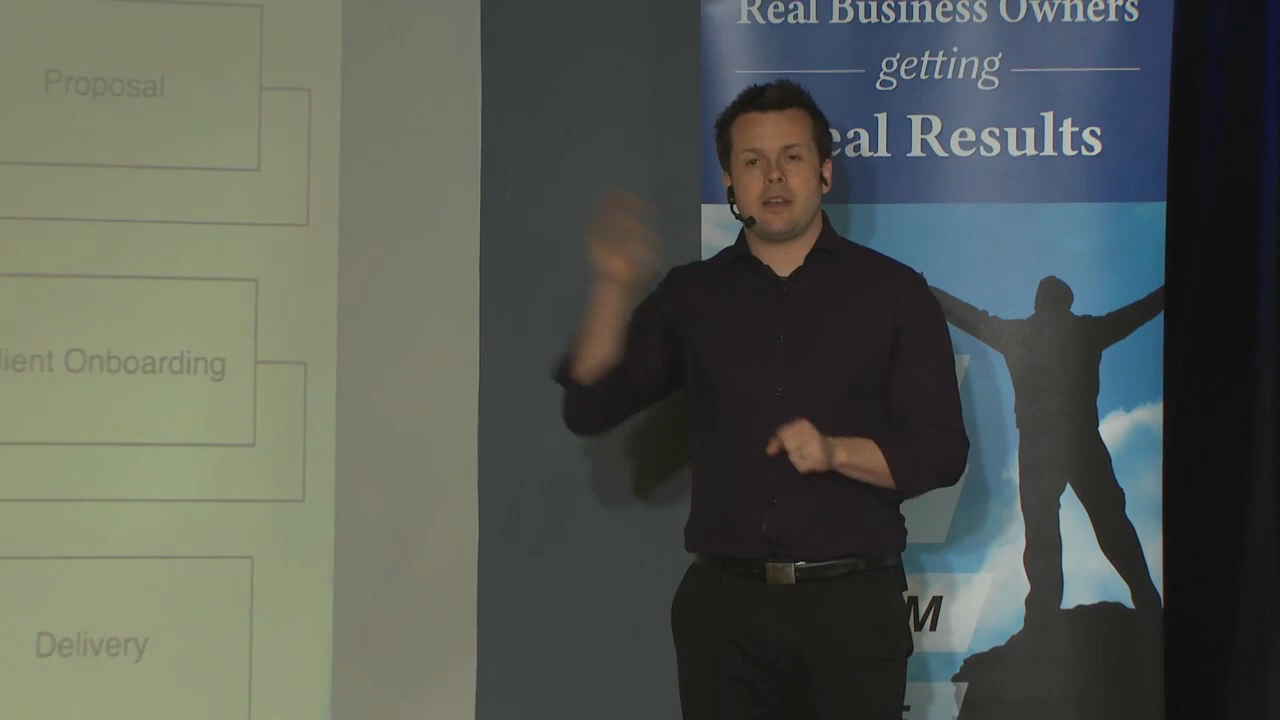 Proposal
lient Onboarding
Delivery
Real Business Owners
getting
eal Results
M